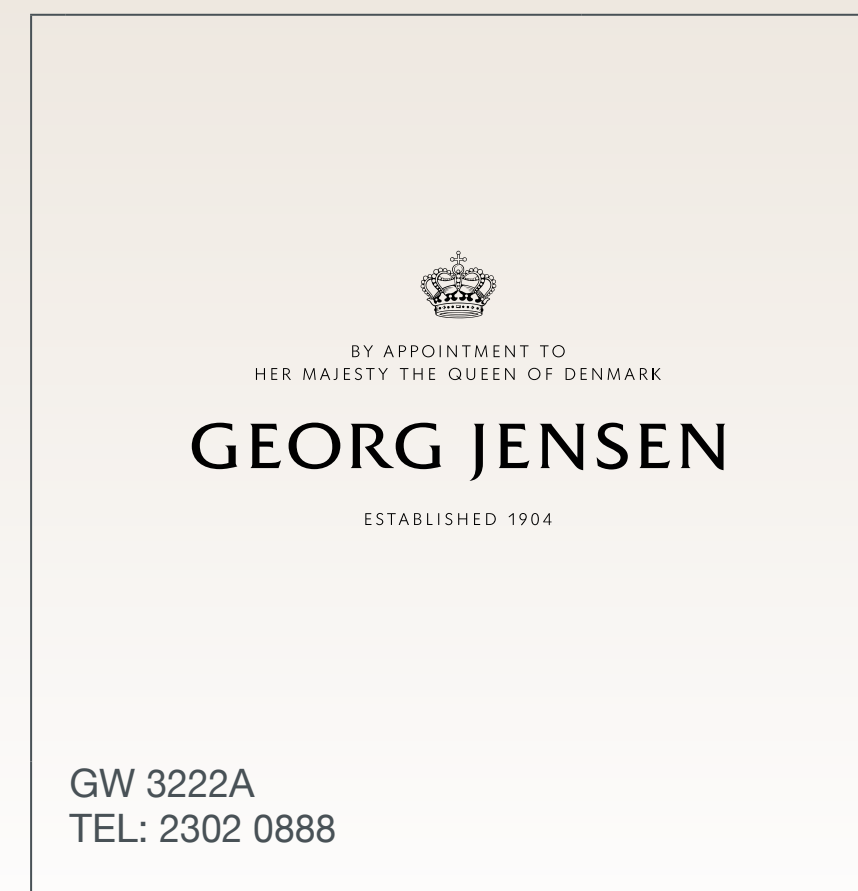 BY APPOINTMENT TO
HER MAJESTY THE QUEEN OF DENMARK
GEORG JENSEN
ESTABLISHED 1904
GW 3222A
TEL: 2302 0888